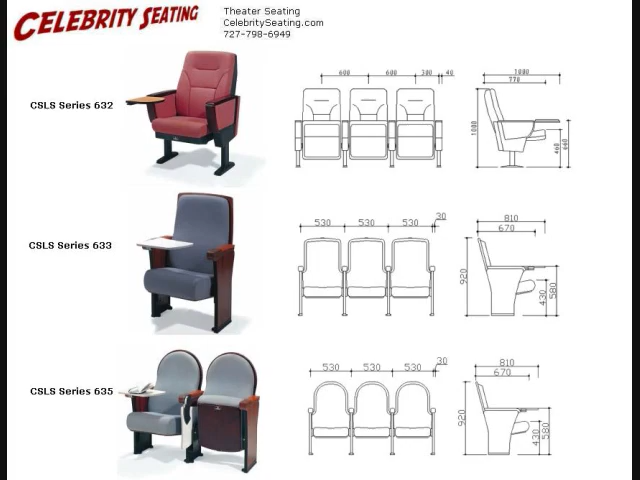 CELEBRITY SEATING
Theater Seating
CelebritySeating.com
727-798-6949
CSLS Series 632
600 600 300 40
1000
770
1000
460
660
CSLS Series 633
530 530 530 30
810
670
920
430
580
CSLS Series 635
530 530 530 30
810
670
920
430
580